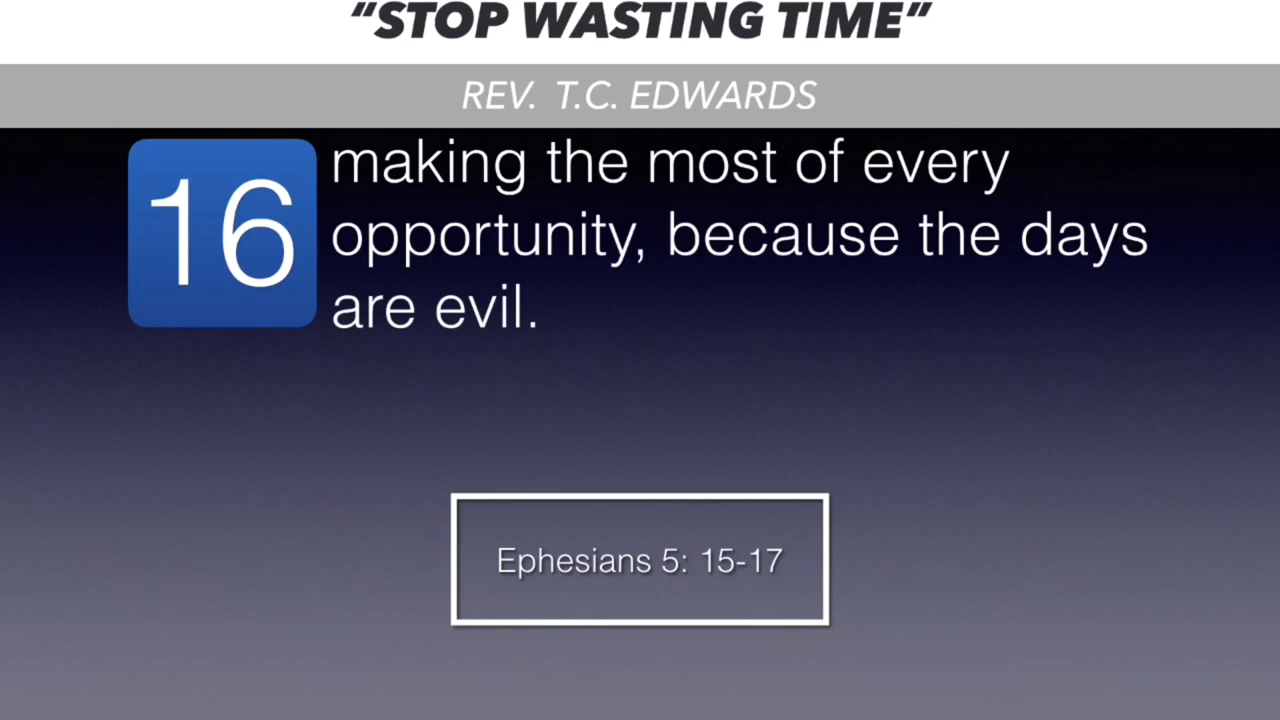 “STOP WASTING TIME”
REV. T.C. EDWARDS
16
making the most of every
opportunity, because the days
are evil.
Ephesians 5: 15-17